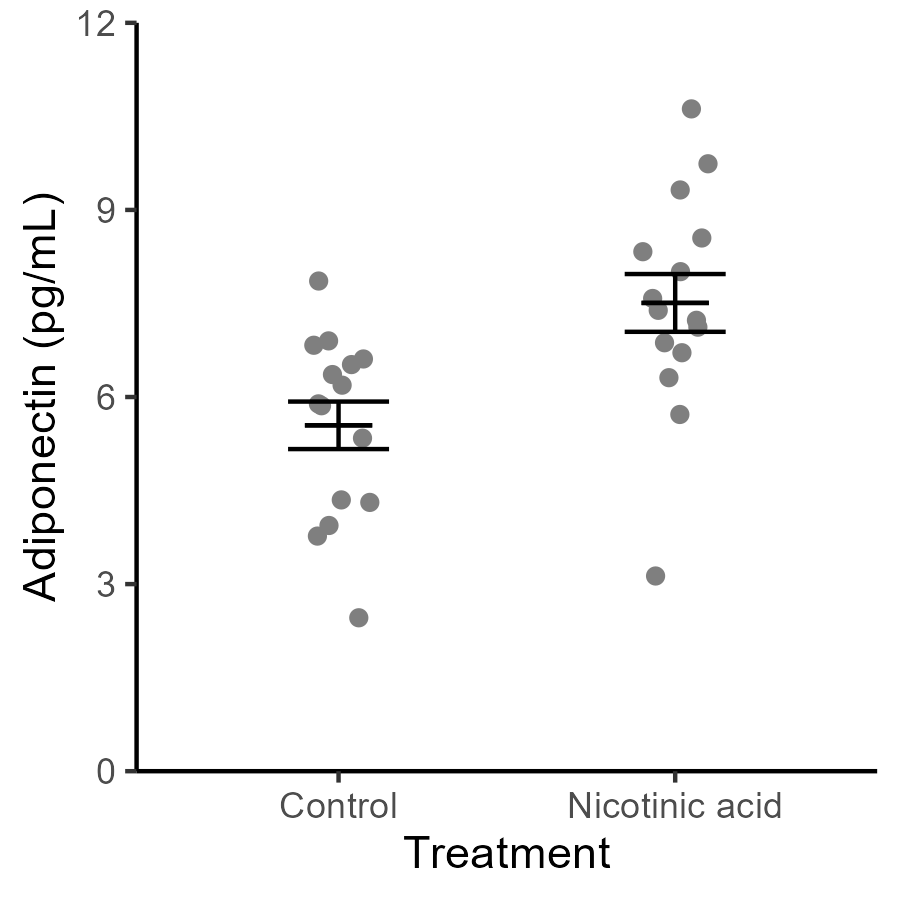 12
9
6
3
0
Adiponectin (pg/mL)
Control
Nicotinic acid
Treatment